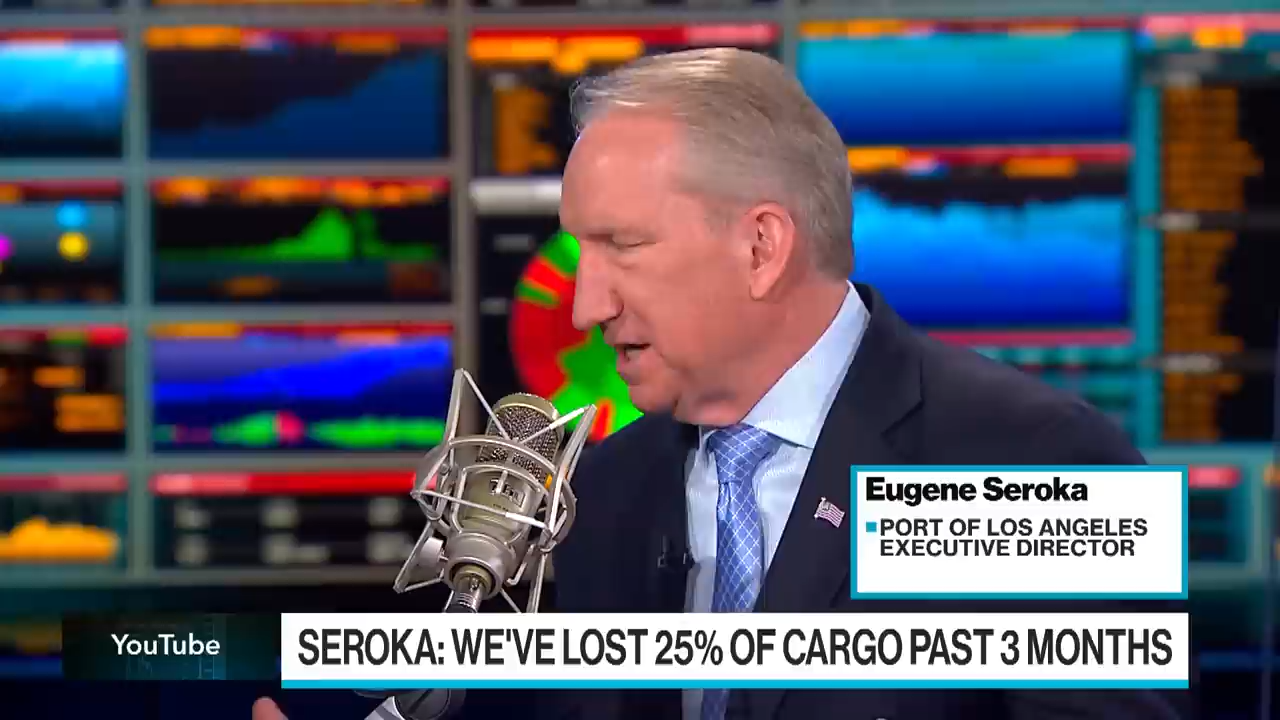 Eugene Seroka
PORT OF LOS ANGELES
EXECUTIVE DIRECTOR
YouTube
SEROKA: WE'VE LOST 25% OF CARGO PAST 3 MONTHS